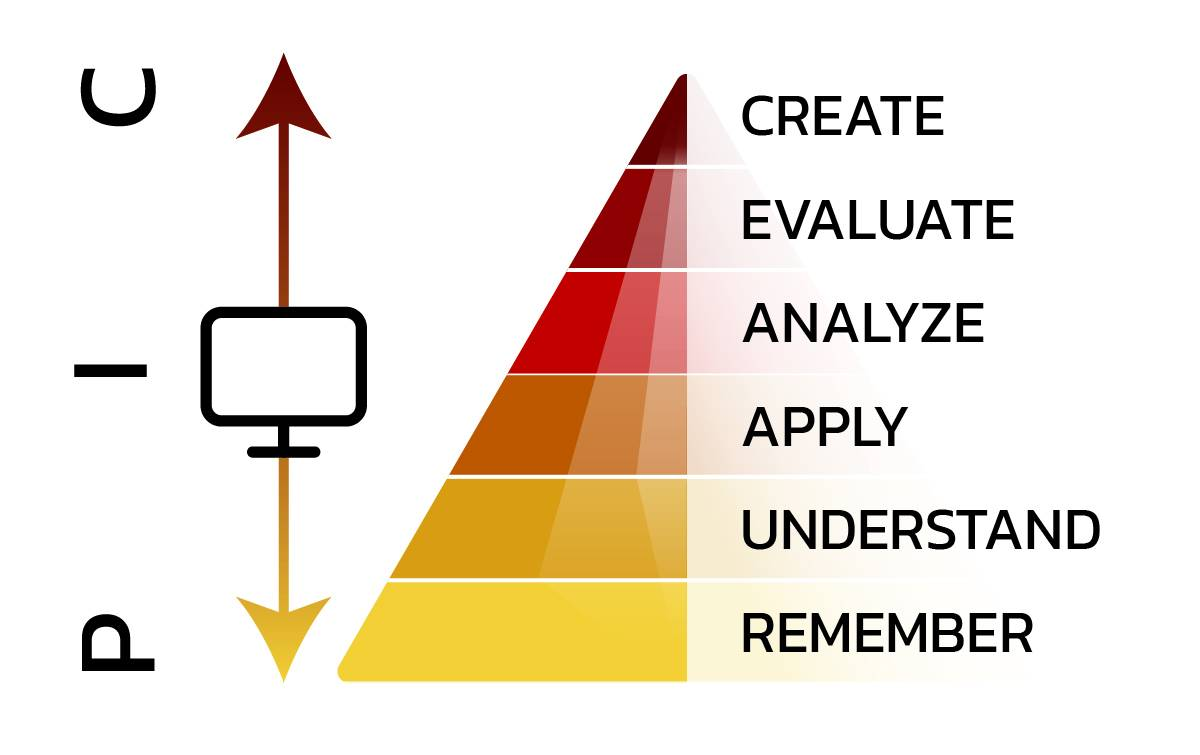 C
I
P
CREATE
EVALUATE
ANALYZE
APPLY
UNDERSTAND
REMEMBER